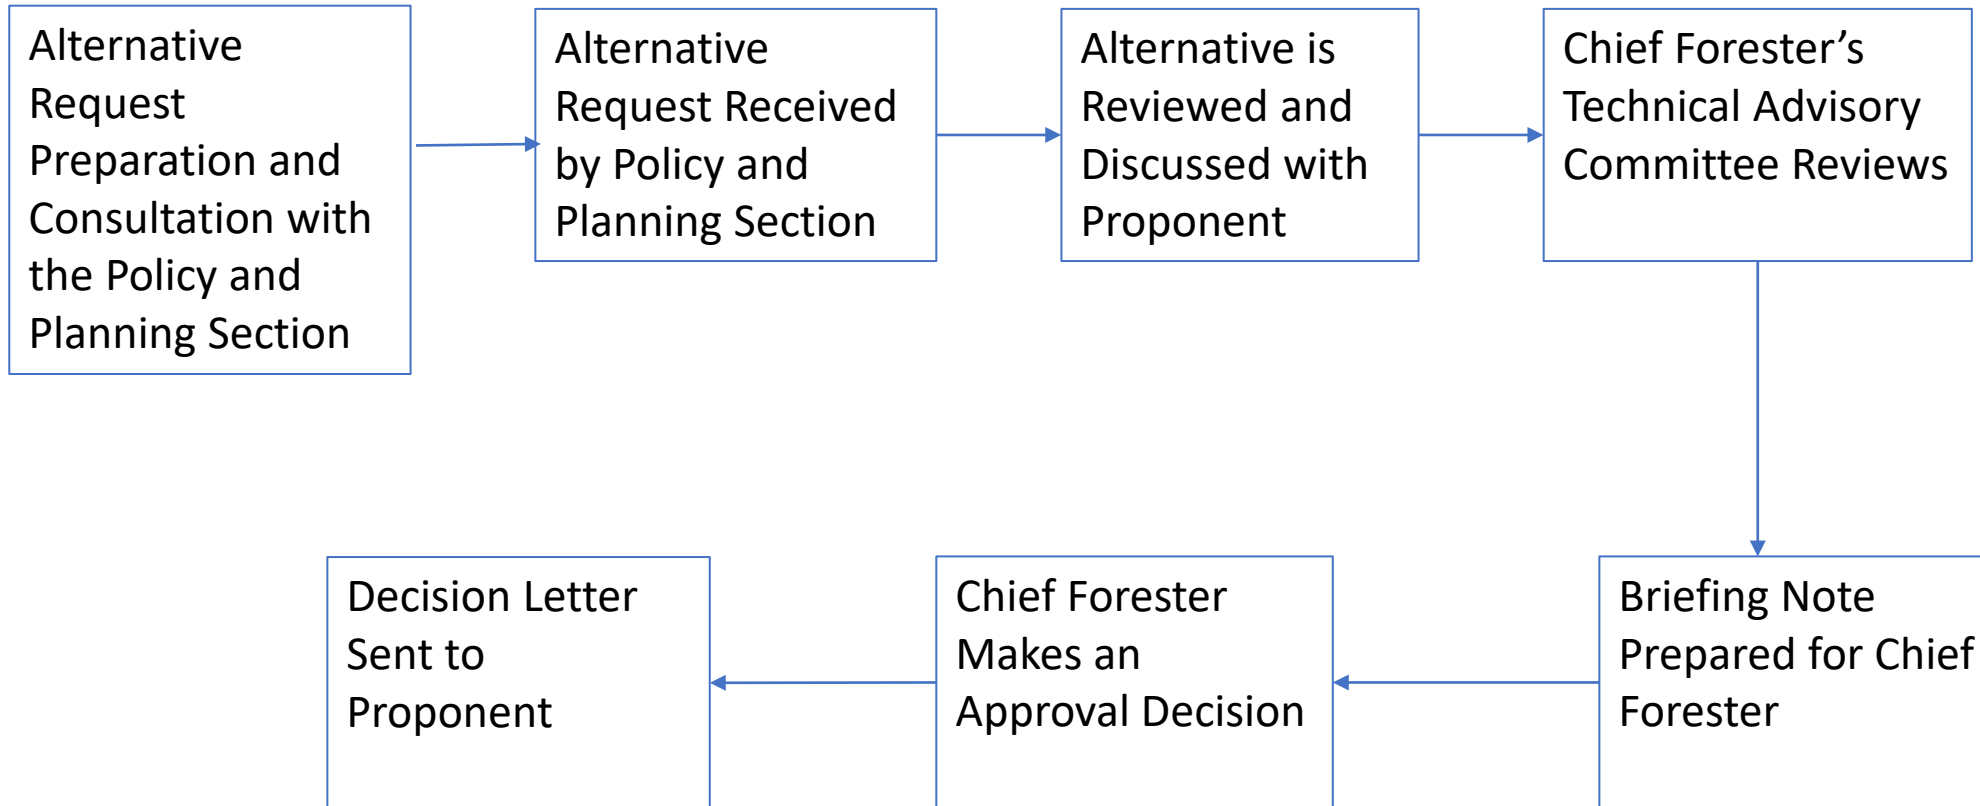 Alternative
Request
Preparation and
Consultation with
the Policy and
Planning Section
Alternative
Request Received
by Policy and
Planning Section
Alternative is
Reviewed and
Discussed with
Proponent
Chief Forester’s
Technical Advisory
Committee Reviews
Briefing Note
Prepared for Chief
Forester
Chief Forester
Makes an
Approval Decision
Decision Letter
Sent to
Proponent